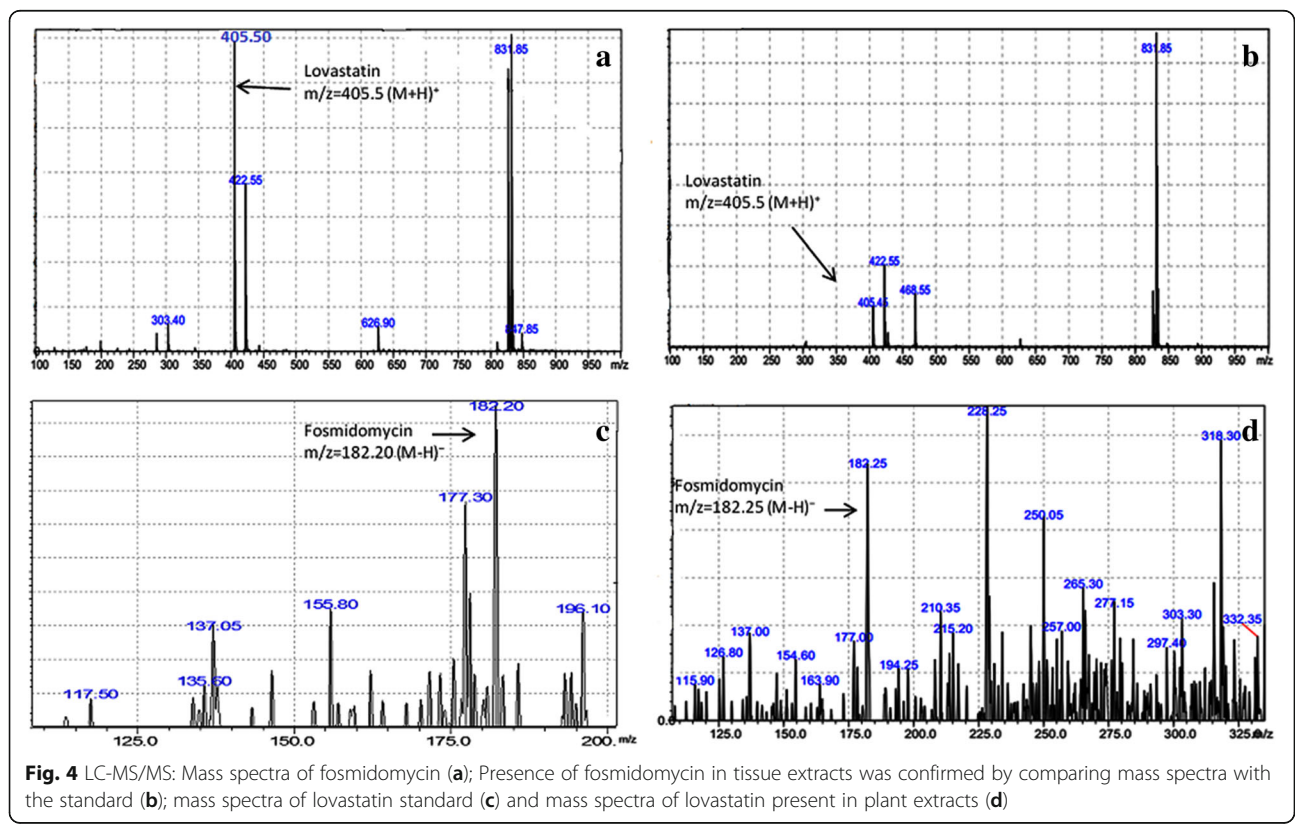 405.50
831.85
a
Lovastatin
m/z=405.5 (M+H)⁺
422.55
303.40
626.90
847.85
100 150 200 250 300 350 400 450 500 550 600 650 700 750 800 850 900 950 m/z
831.85
b
Lovastatin
m/z=405.5 (M+H)⁺
422.55
405.45
468.55
100 150 200 250 300 350 400 450 500 550 600 650 700 750 800 850 900 950 m/z
182.20
c
Fosmidomycin
m/z=182.20 (M-H)⁻
177.30
155.80
196.10
137.05
135.60
117.50
125.0 150.0 175.0 200. m/z
228.25
d
318.30
182.25
Fosmidomycin
m/z=182.25 (M-H)⁻
250.05
265.30
277.15
210.35
303.30
332.35
215.20
257.00
137.00
177.00
297.40
126.80
154.60
194.25
115.90
163.90
125.0 150.0 175.0 200.0 225.0 250.0 275.0 300.0 325.0
Fig. 4 LC-MS/MS: Mass spectra of fosmidomycin (a); Presence of fosmidomycin in tissue extracts was confirmed by comparing mass spectra with
the standard (b); mass spectra of lovastatin standard (c) and mass spectra of lovastatin present in plant extracts (d)